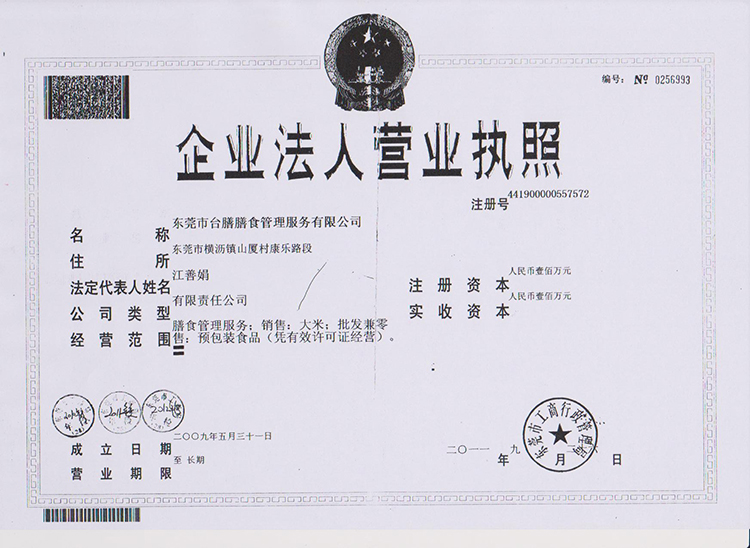 编号: Nº 0256993
企业法人营业执照
注册号 441900000557572
名称 东莞市台膳膳食管理服务有限公司
住所 东莞市横沥镇山厦村康乐路段
法定代表人姓名 江善娟
注册资本 人民币壹佰万元
公司类型 有限责任公司
实收资本 人民币壹佰万元
经营范围 膳食管理服务；销售：大米；批发兼零
售：预包装食品（凭有效许可证经营）。
成立日期 二〇〇九年五月三十一日
营业期限 至 长期
东莞市工商行政管理局
二〇一一 年 九 月 日